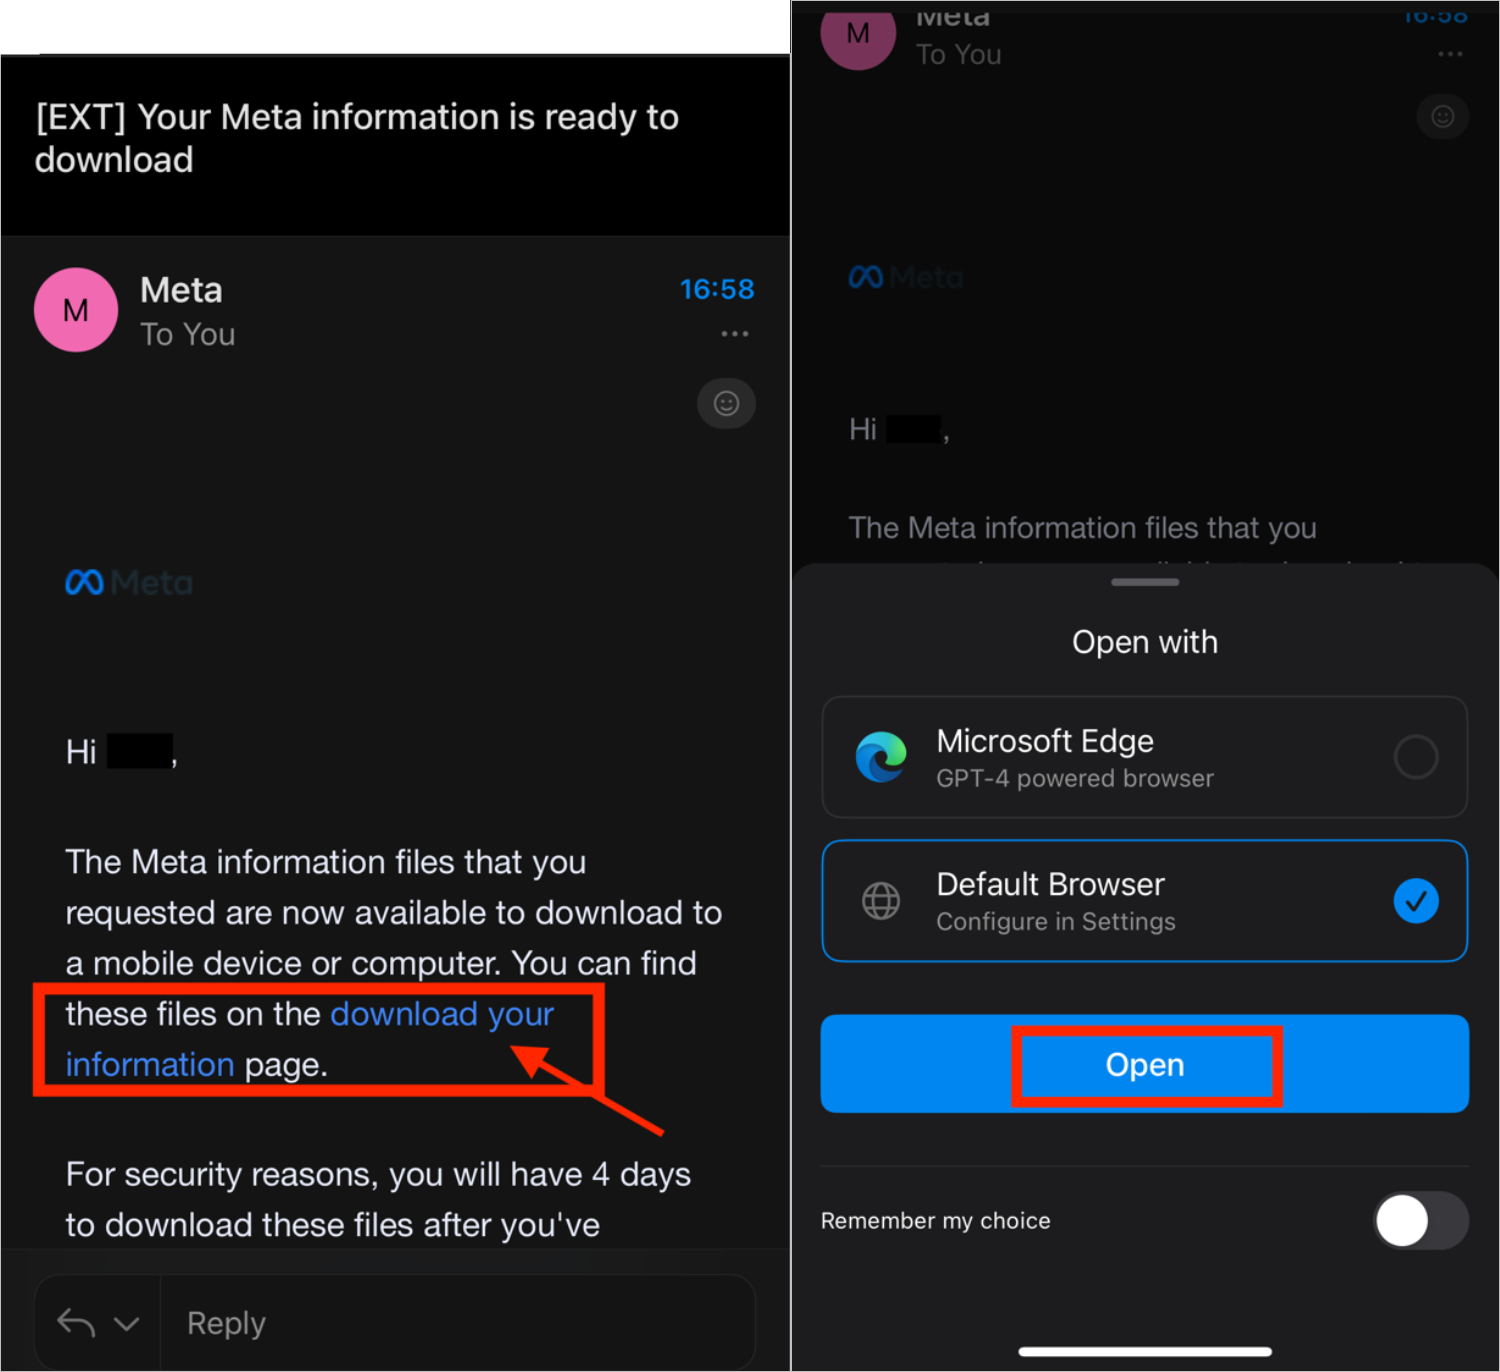 [EXT] Your Meta information is ready to
download
M
Meta
16:58
To You
Meta
Hi ,
The Meta information files that you
requested are now available to download to
a mobile device or computer. You can find
these files on the download your
information page.
For security reasons, you will have 4 days
to download these files after you've
Reply
M
Meta
16:58
To You
Meta
Hi ,
The Meta information files that you
Open with
Microsoft Edge
GPT-4 powered browser
Default Browser
Configure in Settings
Open
Remember my choice